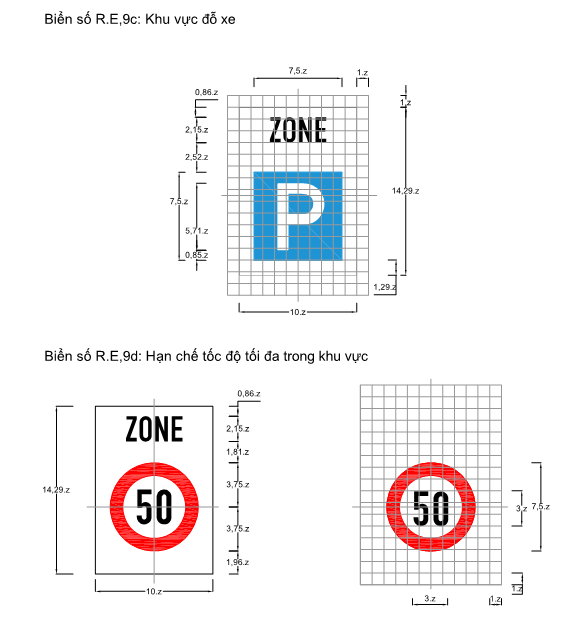 Biển số R.E,9c: Khu vực đỗ xe
7,5.z
1.z
0,86.z
1.z
2,15.z
ZONE
2,52.z
14,29.z
7,5.z
P
5,71.z
0,85.z
1,29.z
10.z
Biển số R.E,9d: Hạn chế tốc độ tối đa trong khu vực
0,86.z
2,15.z
ZONE
1,81.z
14,29.z
3,75.z
50
50
3.z
7,5.z
3,75.z
1,96.z
10.z
1.z
3.z
1.z